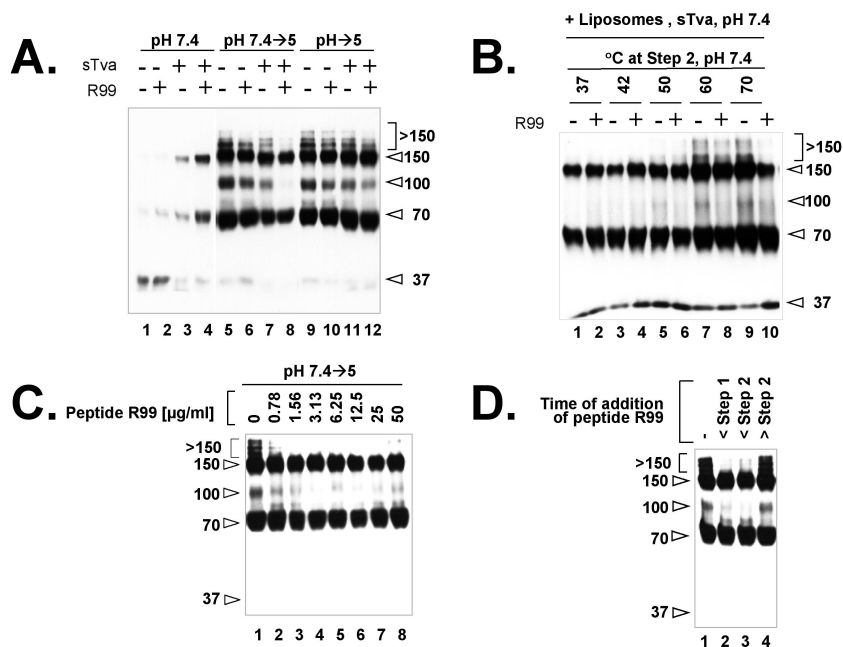 A.
pH 7.4 pH 7.4→5 pH→5
sTva - - + + - - + + - - + +
R99 - + - + - + - + - + - +
>150
150
100
70
37
1 2 3 4 5 6 7 8 9 10 11 12
B.
+ Liposomes , sTva, pH 7.4
°C at Step 2, pH 7.4
37 42 50 60 70
R99 - + - + - + - + - +
>150
150
100
70
37
1 2 3 4 5 6 7 8 9 10
C.
pH 7.4→5
Peptide R99 [µg/ml] 0 0.78 1.56 3.13 6.25 12.5 25 50
>150
150
100
70
37
1 2 3 4 5 6 7 8
D.
Time of addition
of peptide R99
- < Step 1 < Step 2 > Step 2
>150
150
100
70
37
1 2 3 4